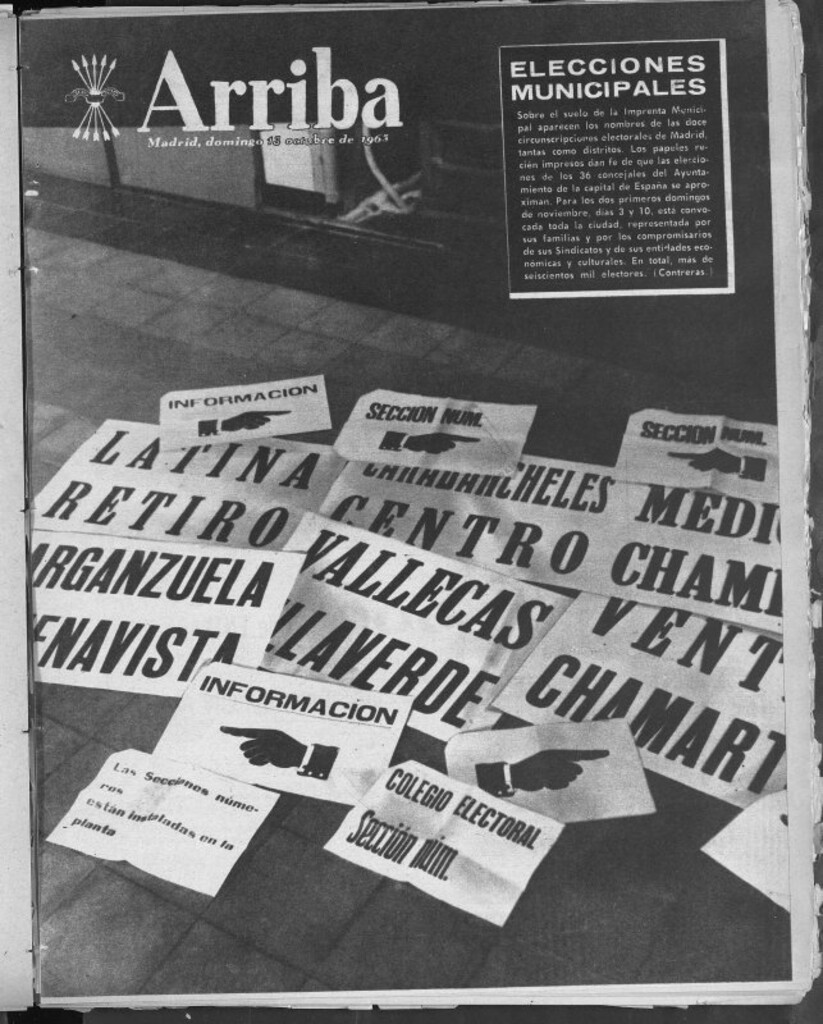 Arriba
Madrid, domingo 13 octubre de 1963
ELECCIONES
MUNICIPALES
Sobre el suelo de la Imprenta Munici-
pal aparecen los nombres de las doce
circunscripciones electorales de Madrid,
tantas como distritos. Los papeles re-
cién impresos dan fe de que las eleccio-
nes de los 36 concejales del Ayunta-
miento de la capital de España se apro-
ximan. Para los dos primeros domingos
de noviembre, días 3 y 10, está convo-
cada toda la ciudad, representada por
sus familias y por los compromisarios
de sus Sindicatos y de sus entidades eco-
nómicas y culturales. En total, más de
seiscientos mil electores. (Contreras.)
INFORMACION
SECCION NUM.
SECCION NUM.
LATINA
CARABANCHELES
MEDI
RETIRO
CENTRO
CHAMI
RGANZUELA
VALLECAS
VENT
ENAVISTA
LLAVERDE
CHAMART
INFORMACION
Las Secciones núme-
ros
están instaladas en la
planta
COLEGIO ELECTORAL
Sección núm.